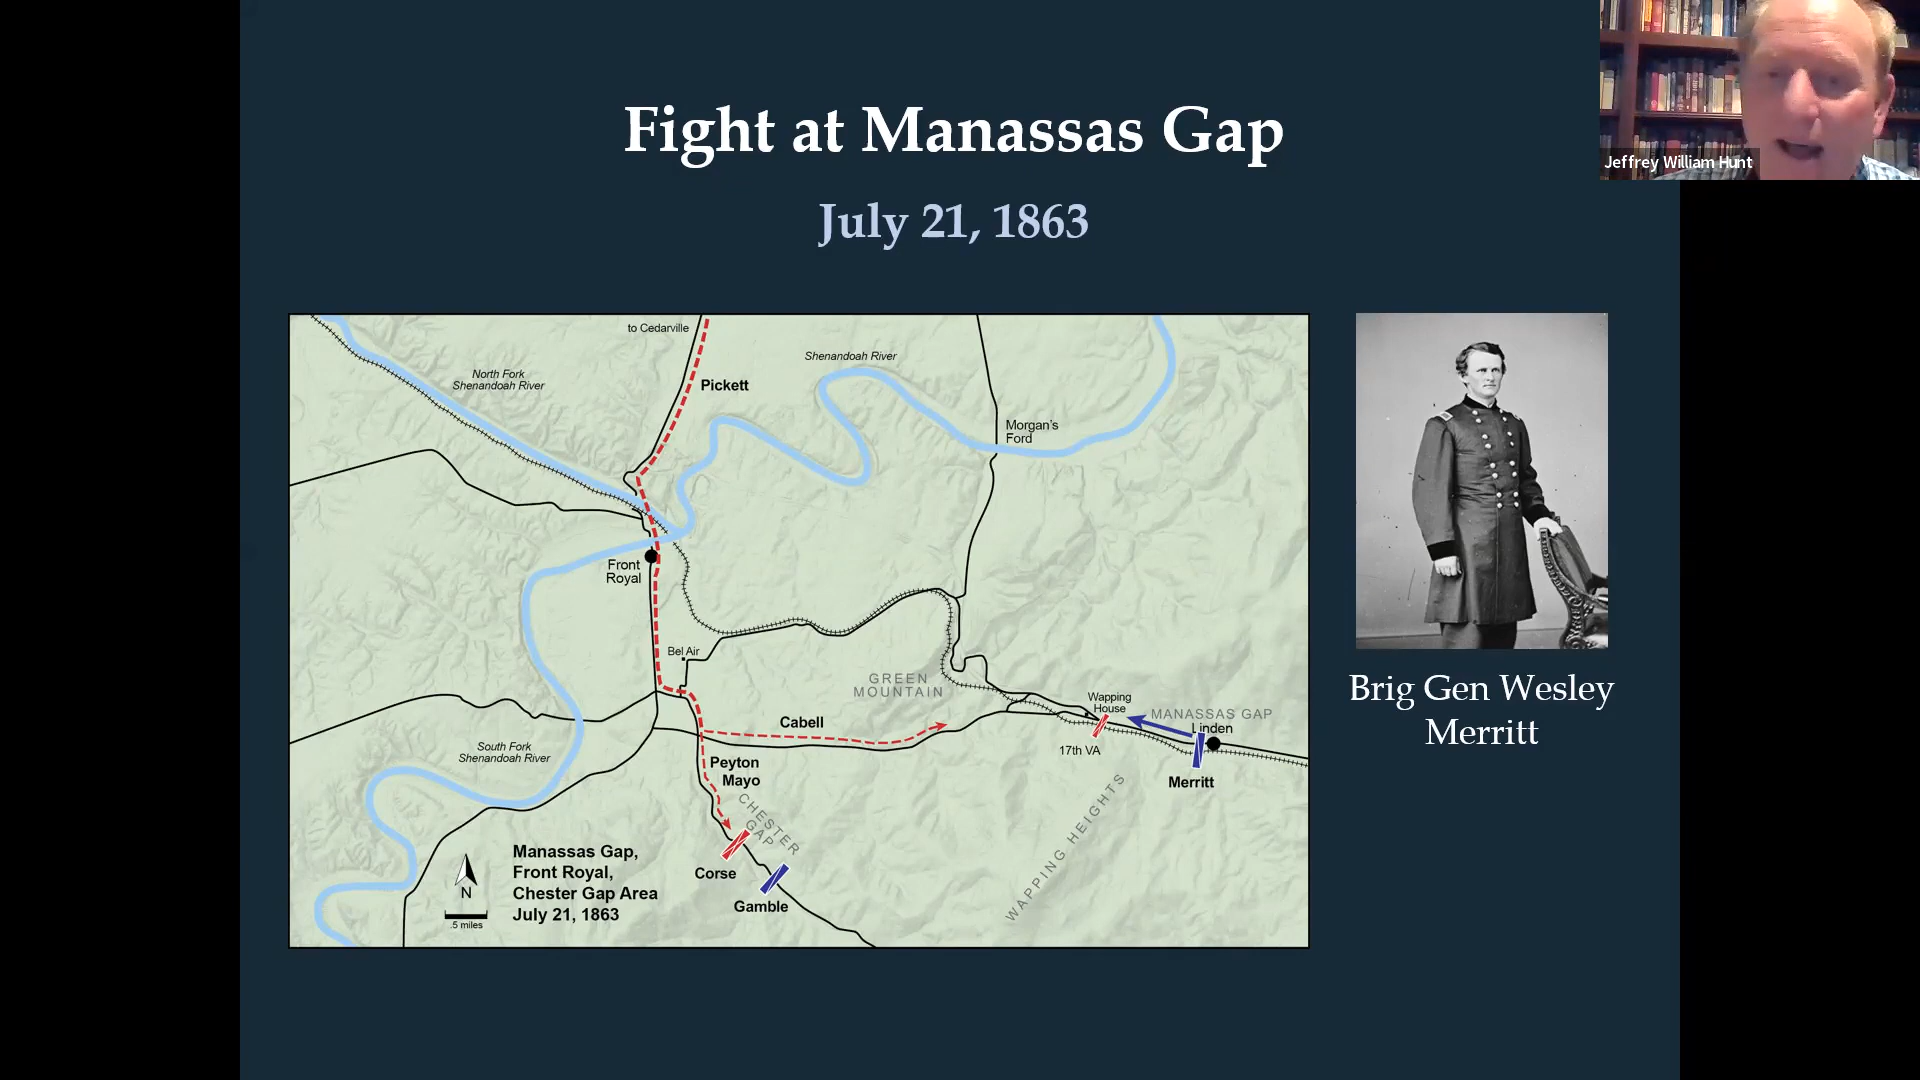 Fight at Manassas Gap
July 21, 1863
Jeffrey William Hunt
to Cedarville
Shenandoah River
North Fork
Shenandoah River
Pickett
Morgan's
Ford
Front
Royal
Bel Air
GREEN
MOUNTAIN
Wapping
House
MANASSAS GAP
Linden
Cabell
17th VA
South Fork
Shenandoah River
Peyton
Mayo
Merritt
CHESTER
GAP
WAPPING HEIGHTS
Corse
Gamble
Manassas Gap,
Front Royal,
Chester Gap Area
July 21, 1863
N
.5 miles
Brig Gen Wesley
Merritt